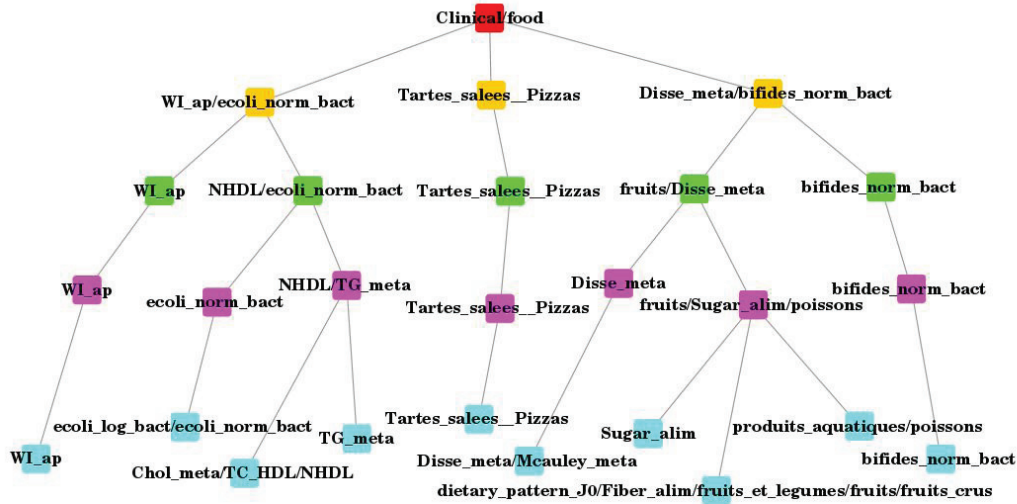 Clinical/food
WI_ap/ecoli_norm_bact
Tartes_salees__Pizzas
Disse_meta/bifides_norm_bact
WI_ap
NHDL/ecoli_norm_bact
Tartes_salees__Pizzas
fruits/Disse_meta
bifides_norm_bact
WI_ap
ecoli_norm_bact
NHDL/TG_meta
Tartes_salees__Pizzas
Disse_meta
fruits/Sugar_alim/poissons
bifides_norm_bact
WI_ap
ecoli_log_bact/ecoli_norm_bact
Chol_meta/TC_HDL/NHDL
TG_meta
Tartes_salees__Pizzas
Disse_meta/Mcauley_meta
Sugar_alim
dietary_pattern_J0/Fiber_alim/fruits_et_legumes/fruits/fruits_crus
produits_aquatiques/poissons
bifides_norm_bact